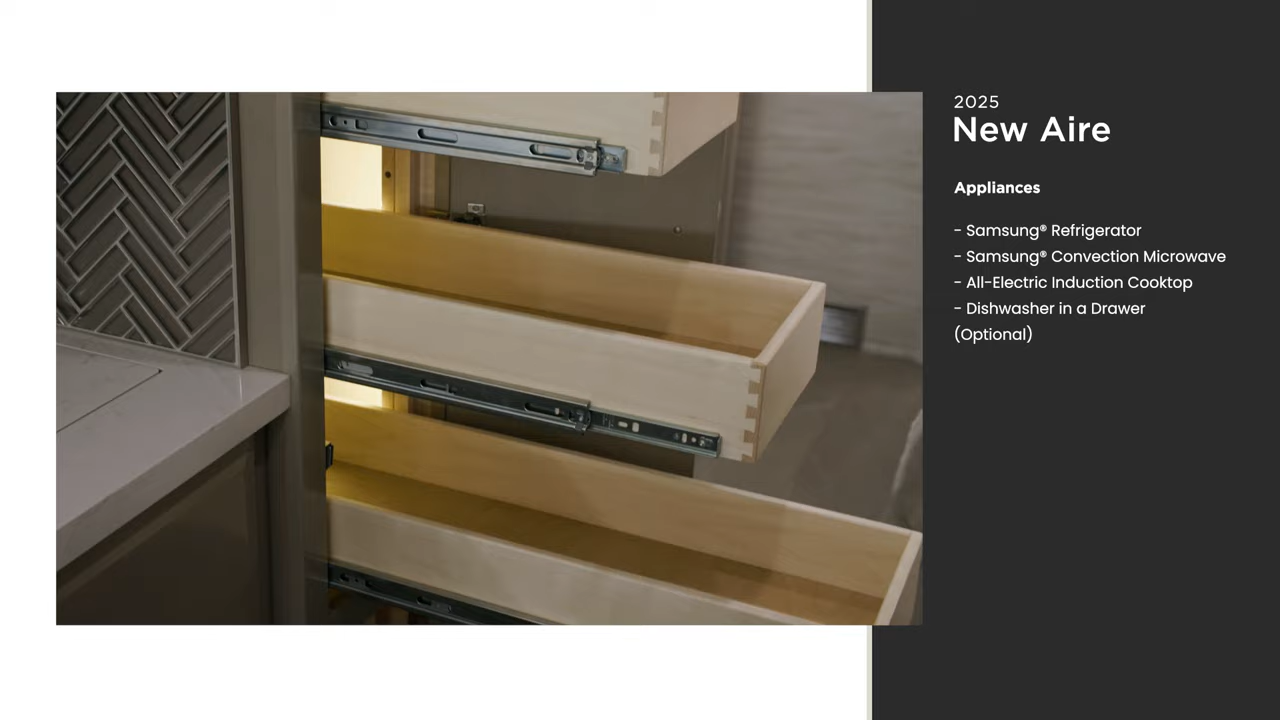 2025
New Aire
Appliances
- Samsung® Refrigerator
- Samsung® Convection Microwave
- All-Electric Induction Cooktop
- Dishwasher in a Drawer
(Optional)